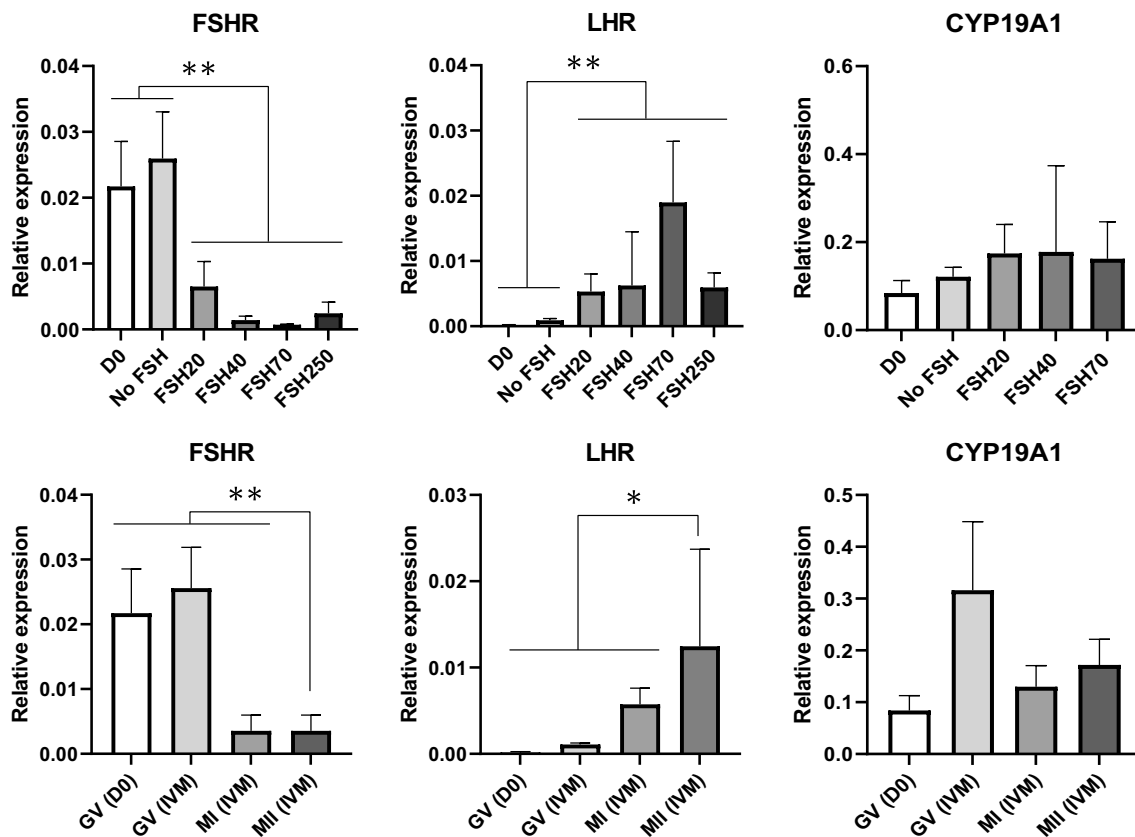 FSHR
LHR
CYP19A1
Relative expression
0.04
0.03
0.02
0.01
0.00
**
D0
No FSH
FSH20
FSH40
FSH70
FSH250
Relative expression
0.04
0.03
0.02
0.01
0.00
**
D0
No FSH
FSH20
FSH40
FSH70
FSH250
Relative expression
0.6
0.4
0.2
0.0
D0
No FSH
FSH20
FSH40
FSH70
FSHR
LHR
CYP19A1
Relative expression
0.04
0.03
0.02
0.01
0.00
**
GV (D0)
GV (IVM)
MI (IVM)
MII (IVM)
Relative expression
0.03
0.02
0.01
0.00
*
GV (D0)
GV (IVM)
MI (IVM)
MII (IVM)
Relative expression
0.5
0.4
0.3
0.2
0.1
0.0
GV (D0)
GV (IVM)
MI (IVM)
MII (IVM)